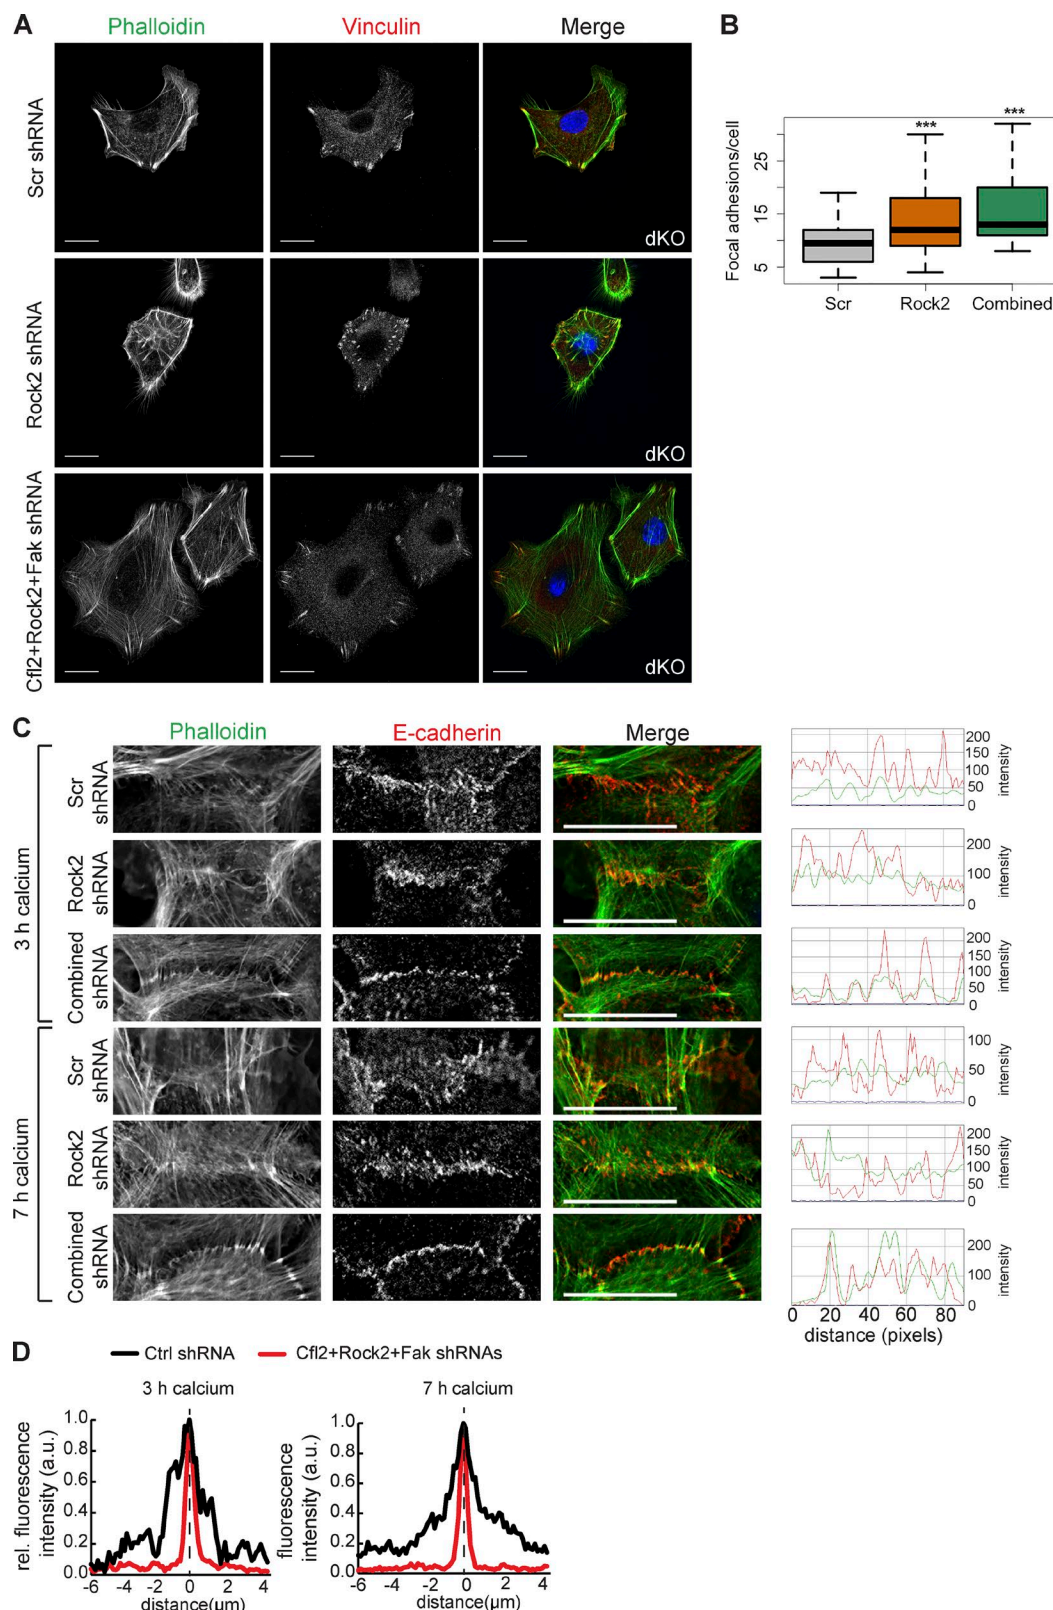 A
Phalloidin
Vinculin
Merge
Scr shRNA
dKO
Rock2 shRNA
dKO
Cfl2+Rock2+Fak shRNA
dKO
B
Focal adhesions/cell
25
15
5
***
***
Scr
Rock2
Combined
C
Phalloidin
E-cadherin
Merge
3 h calcium
Scr
shRNA
200
150
100
50
0
intensity
Rock2
shRNA
200
100
0
intensity
Combined
shRNA
200
150
100
50
0
intensity
7 h calcium
Scr
shRNA
100
50
0
intensity
Rock2
shRNA
200
150
100
50
0
intensity
Combined
shRNA
200
100
0
intensity
0 20 40 60 80
distance (pixels)
D
Ctrl shRNA
Cfl2+Rock2+Fak shRNAs
3 h calcium
rel. fluorescence
intensity (a.u.)
1.0
0.8
0.6
0.4
0.2
0.0
-6 -4 -2 0 2 4
distance(µm)
7 h calcium
fluorescence
intensity (a.u.)
1.0
0.8
0.6
0.4
0.2
0.0
-6 -4 -2 0 2 4
distance(µm)